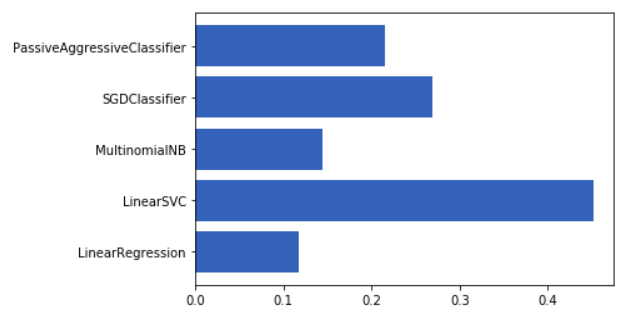 PassiveAggressiveClassifier
SGDClassifier
MultinomialNB
LinearSVC
LinearRegression
0.0 0.1 0.2 0.3 0.4